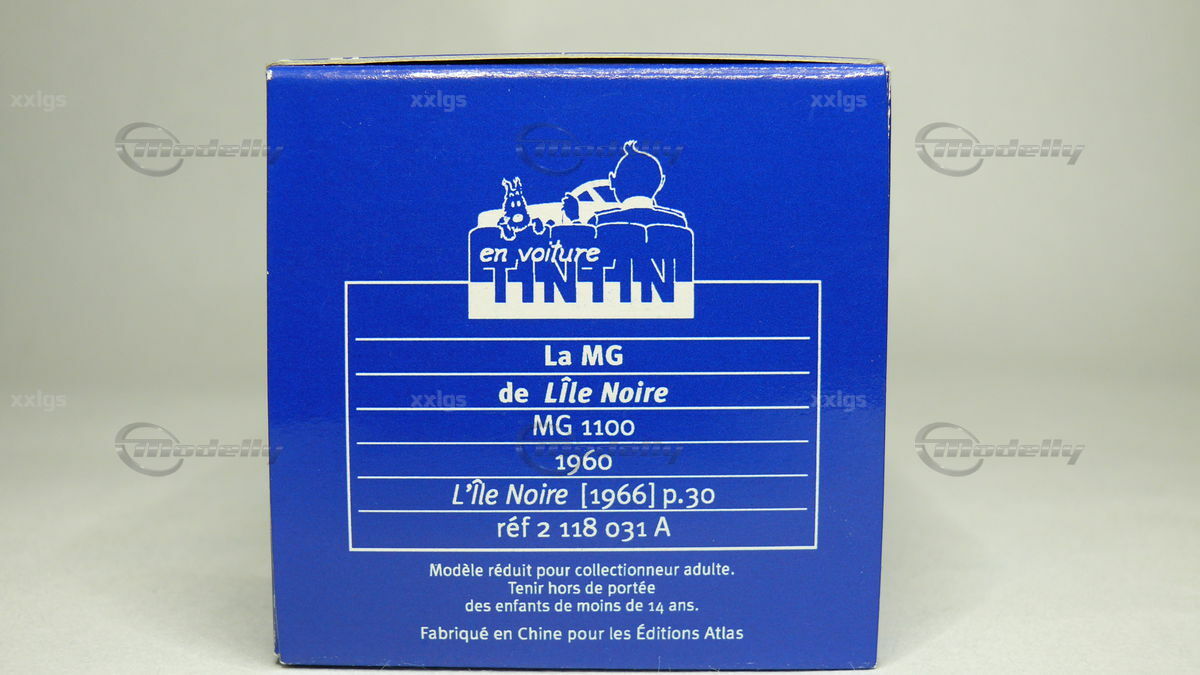 xxlgs xxlgs xxlgs
Modelly Modelly Modelly
en voiture
TINTIN
La MG
de LÎle Noire
xxlgs xxlgs xxlgs
MG 1100
Modelly Modelly Modelly
1960
L'Île Noire [1966] p.30
réf 2 118 031 A
Modèle réduit pour collectionneur adulte.
Tenir hors de portée
des enfants de moins de 14 ans.
Fabriqué en Chine pour les Éditions Atlas